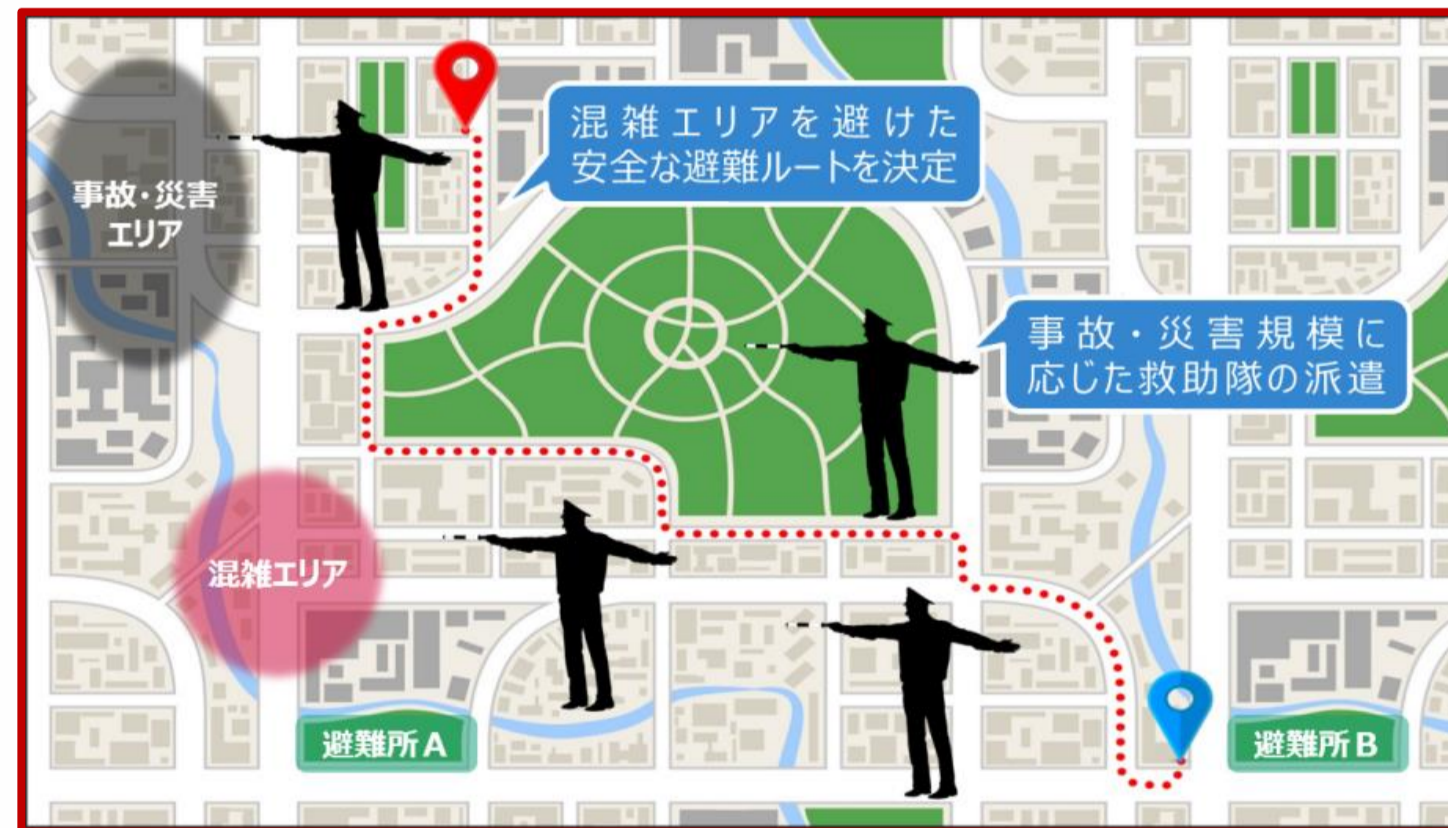 混雑エリアを避けた
安全な避難ルートを決定
事故・災害
エリア
事故・災害規模に
応じた救助隊の派遣
混雑エリア
避難所A
避難所B